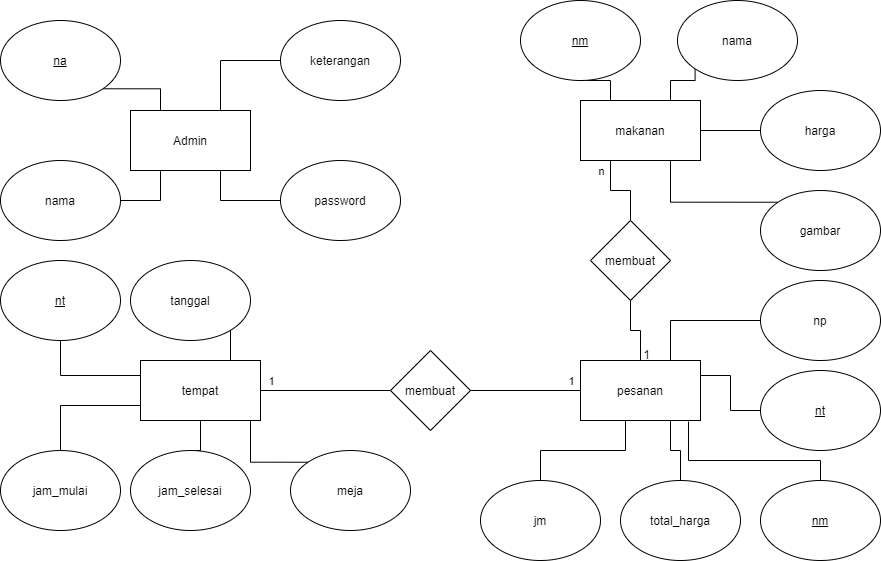 na
keterangan
Admin
nama
password
nm
nama
makanan
harga
n
gambar
membuat
nt
tanggal
np
1
tempat
1
membuat
1
pesanan
nt
jam_mulai
jam_selesai
meja
jm
total_harga
nm